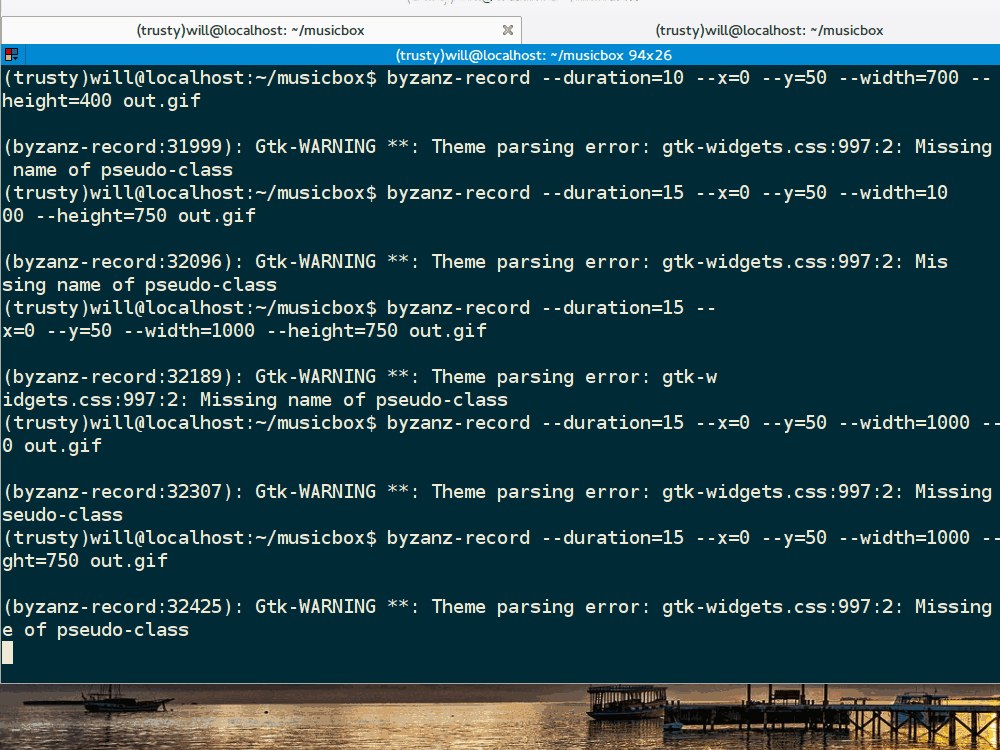 (trusty)will@localhost: ~/musicbox
(trusty)will@localhost: ~/musicbox
(trusty)will@localhost: ~/musicbox 94x26
(trusty)will@localhost:~/musicbox$ byzanz-record --duration=10 --x=0 --y=50 --width=700 --
height=400 out.gif
(byzanz-record:31999): Gtk-WARNING **: Theme parsing error: gtk-widgets.css:997:2: Missing
name of pseudo-class
(trusty)will@localhost:~/musicbox$ byzanz-record --duration=15 --x=0 --y=50 --width=10
00 --height=750 out.gif
(byzanz-record:32096): Gtk-WARNING **: Theme parsing error: gtk-widgets.css:997:2: Mis
sing name of pseudo-class
(trusty)will@localhost:~/musicbox$ byzanz-record --duration=15 --
x=0 --y=50 --width=1000 --height=750 out.gif
(byzanz-record:32189): Gtk-WARNING **: Theme parsing error: gtk-w
idgets.css:997:2: Missing name of pseudo-class
(trusty)will@localhost:~/musicbox$ byzanz-record --duration=15 --x=0 --y=50 --width=1000 --
0 out.gif
(byzanz-record:32307): Gtk-WARNING **: Theme parsing error: gtk-widgets.css:997:2: Missing
seudo-class
(trusty)will@localhost:~/musicbox$ byzanz-record --duration=15 --x=0 --y=50 --width=1000 --
ght=750 out.gif
(byzanz-record:32425): Gtk-WARNING **: Theme parsing error: gtk-widgets.css:997:2: Missing
e of pseudo-class